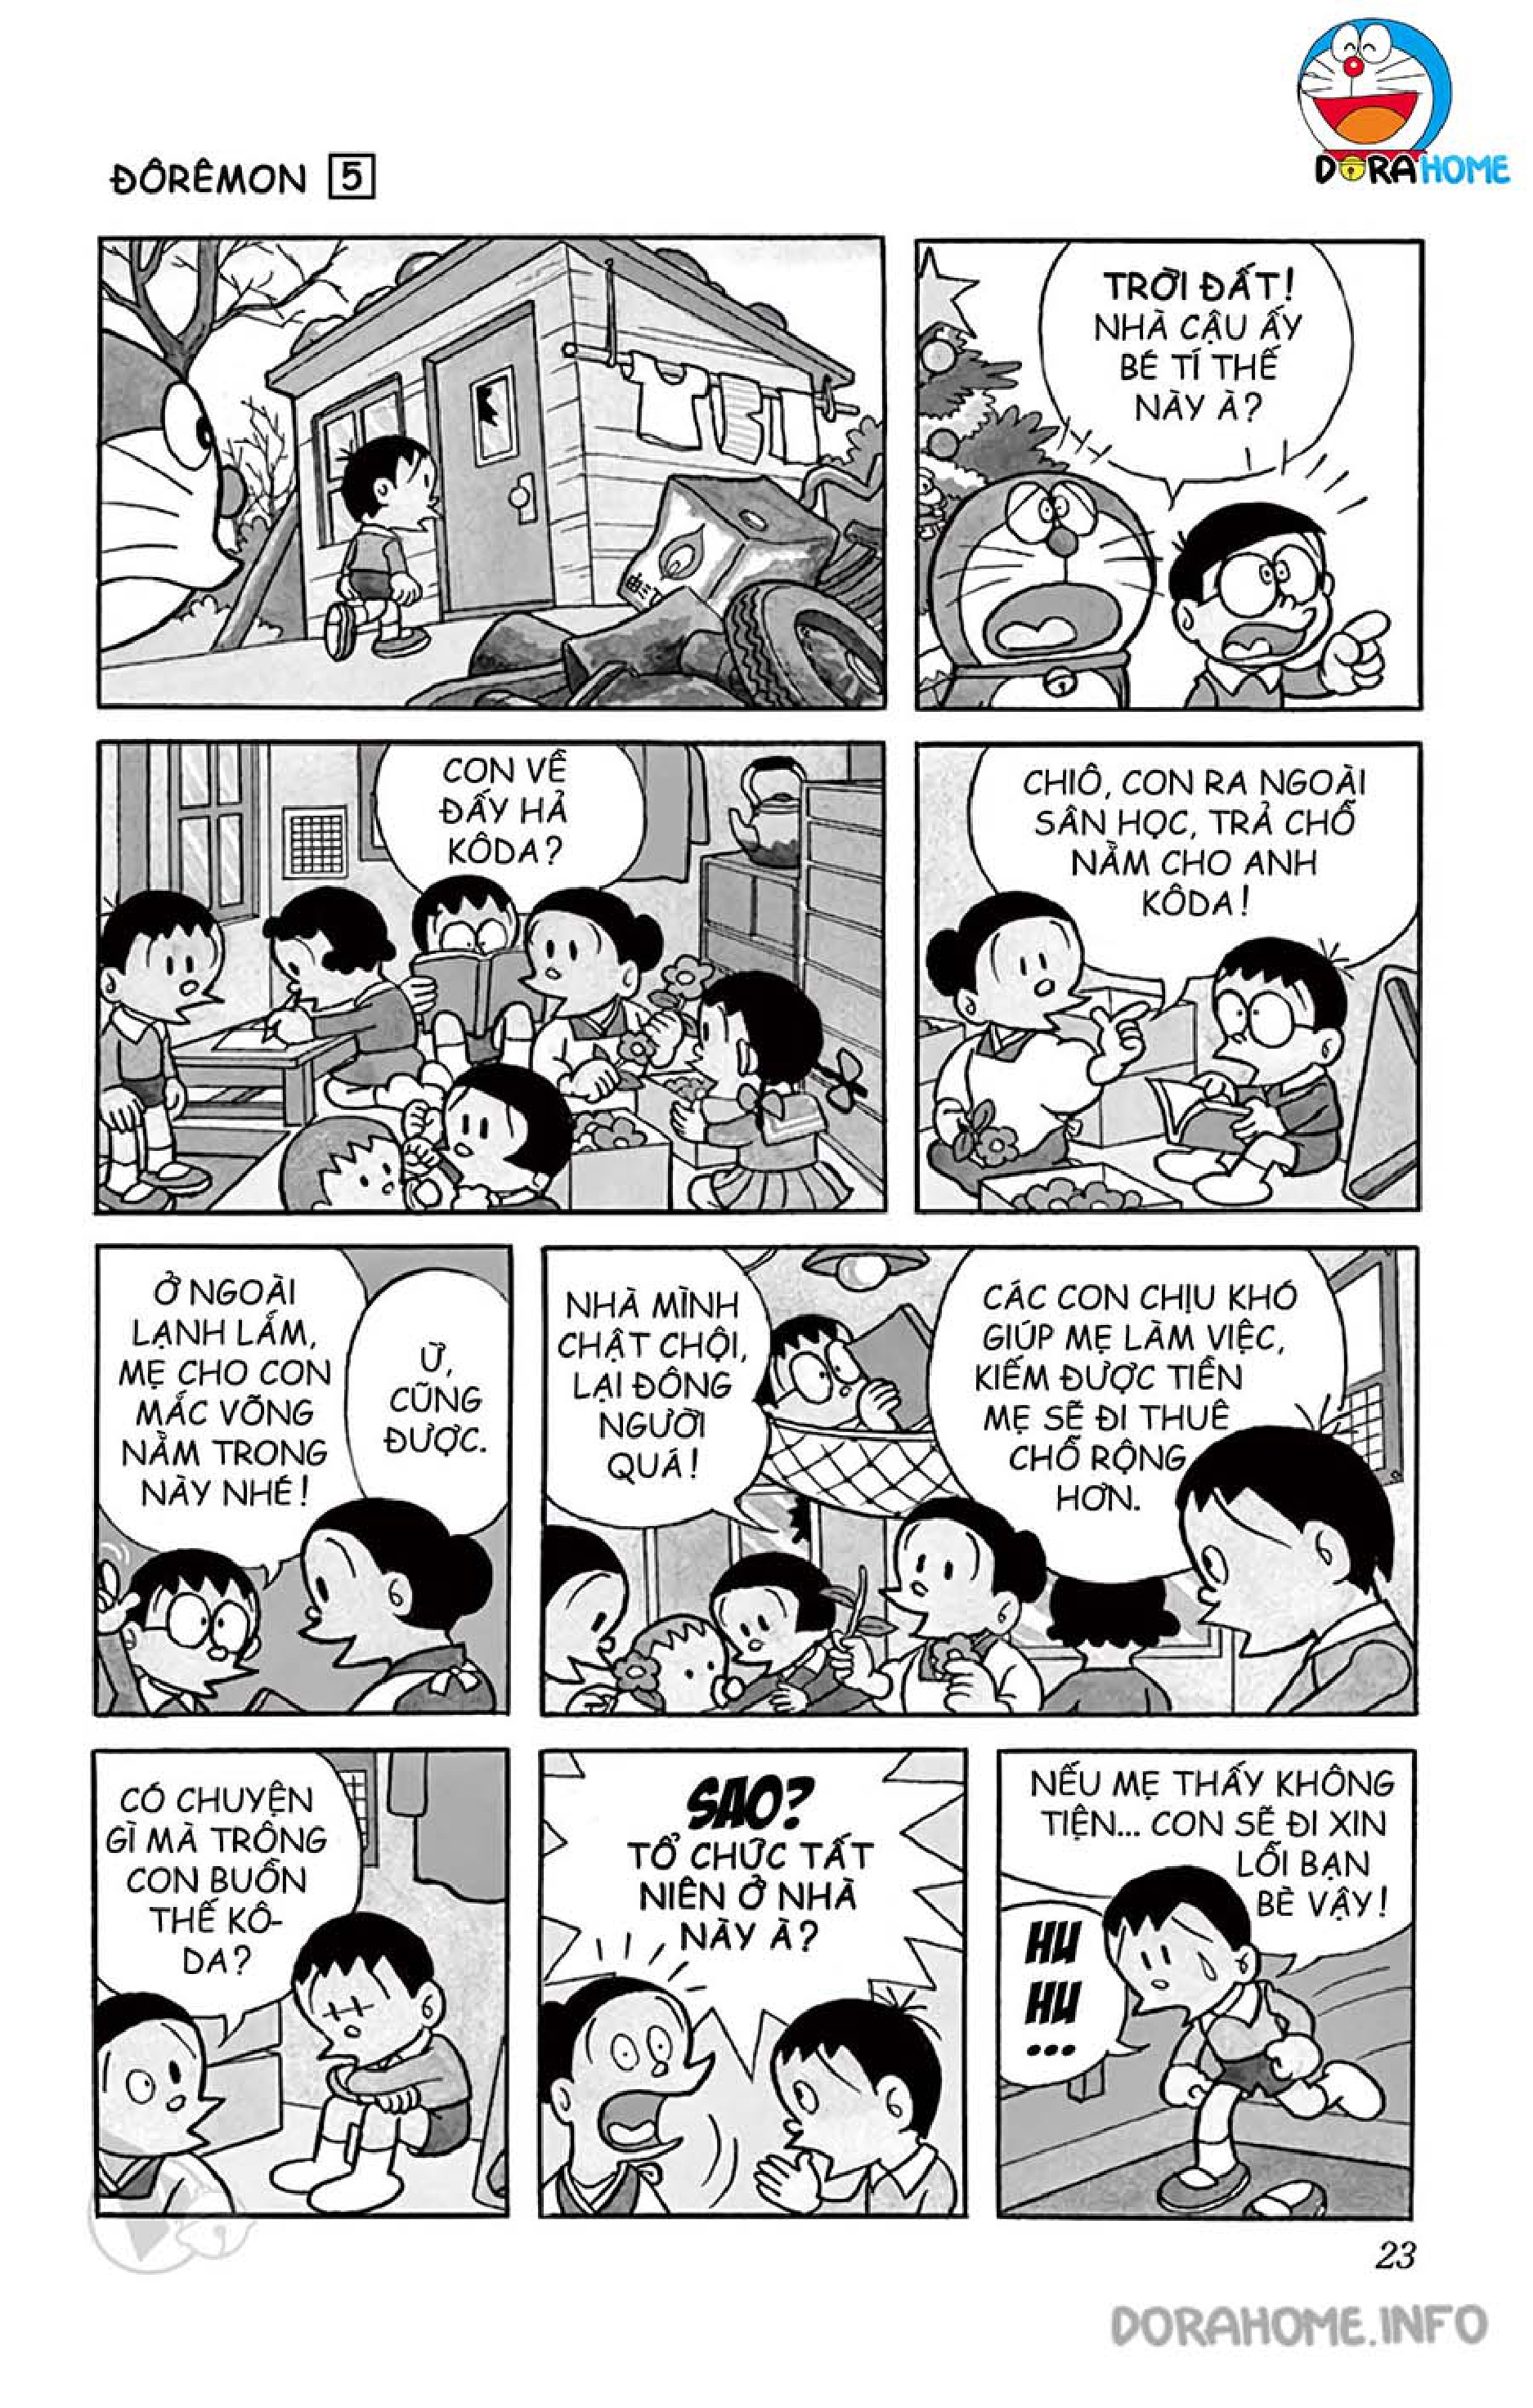 DORAHOME
ĐÔRÊMON 5
TRỜI ĐẤT!
NHÀ CẬU ẤY
BÉ TÍ THẾ
NÀY À?
CON VỀ
ĐẤY HẢ
KÔDA?
CHIÔ, CON RA NGOÀI
SÂN HỌC, TRẢ CHỖ
NẰM CHO ANH
KÔDA!
Ở NGOÀI
LẠNH LẮM,
MẸ CHO CON
MẮC VÕNG
NẰM TRONG
NÀY NHÉ!
Ừ,
CŨNG
ĐƯỢC.
NHÀ MÌNH
CHẬT CHỘI,
LẠI ĐÔNG
NGƯỜI
QUÁ!
CÁC CON CHỊU KHÓ
GIÚP MẸ LÀM VIỆC,
KIẾM ĐƯỢC TIỀN
MẸ SẼ ĐI THUÊ
CHỖ RỘNG
HƠN.
CÓ CHUYỆN
GÌ MÀ TRÔNG
CON BUỒN
THẾ KÔ-
DA?
SAO?
TỔ CHỨC TẤT
NIÊN Ở NHÀ
NÀY À?
NẾU MẸ THẤY KHÔNG
TIỆN... CON SẼ ĐI XIN
LỖI BẠN
BÈ VẬY!
HU
HU
...
23
DORAHOME.INFO